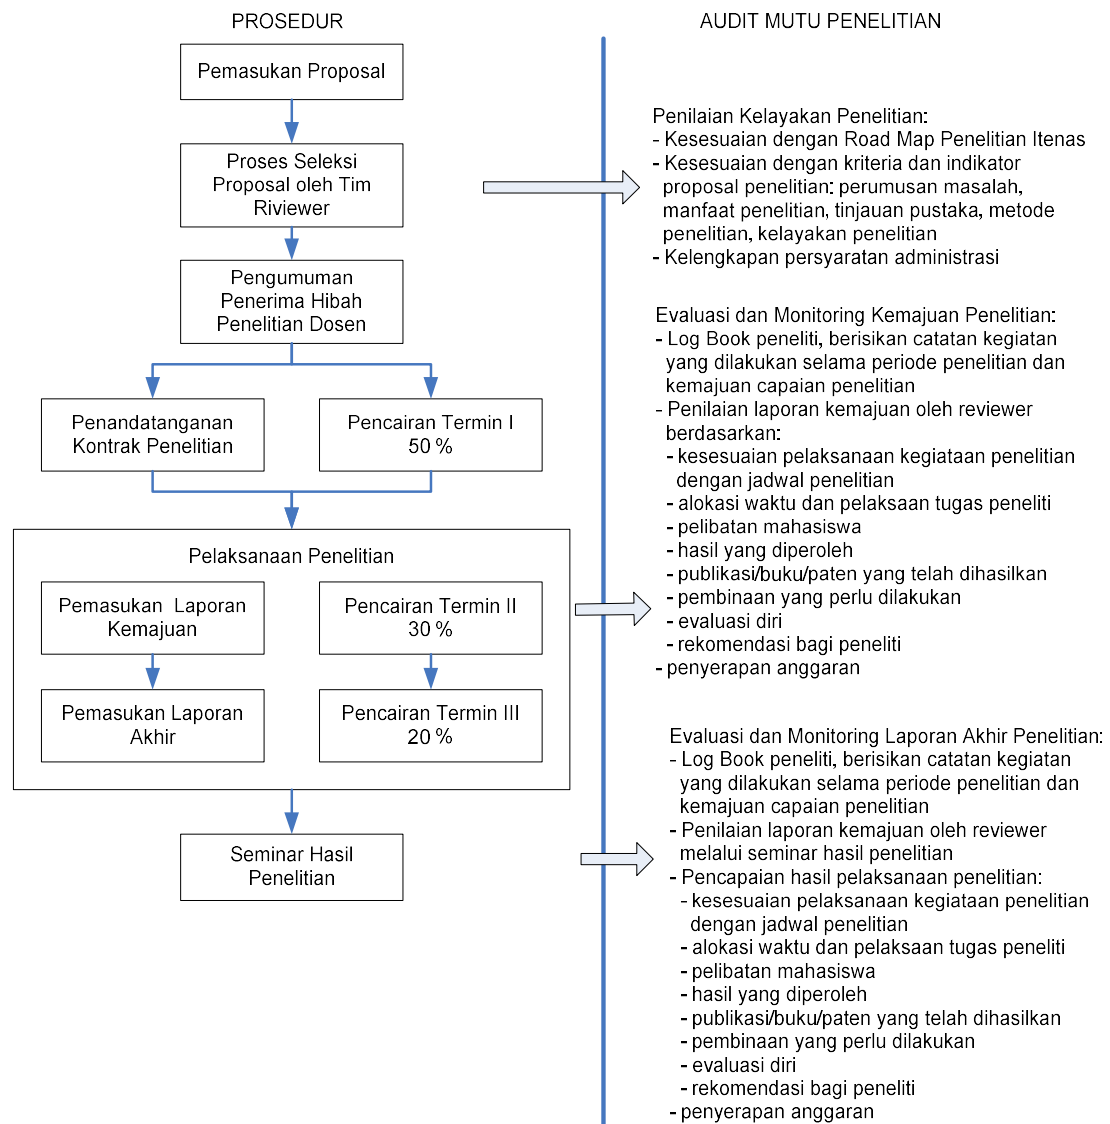 PROSEDUR
Pemasukan Proposal
Proses Seleksi
Proposal oleh Tim
Riviewer
Pengumuman
Penerima Hibah
Penelitian Dosen
Penandatanganan
Kontrak Penelitian
Pencairan Termin I
50 %
Pelaksanaan Penelitian
Pemasukan Laporan
Kemajuan
Pencairan Termin II
30 %
Pemasukan Laporan
Akhir
Pencairan Termin III
20 %
Seminar Hasil
Penelitian
AUDIT MUTU PENELITIAN
Penilaian Kelayakan Penelitian:
- Kesesuaian dengan Road Map Penelitian Itenas
- Kesesuaian dengan kriteria dan indikator
proposal penelitian: perumusan masalah,
manfaat penelitian, tinjauan pustaka, metode
penelitian, kelayakan penelitian
- Kelengkapan persyaratan administrasi
Evaluasi dan Monitoring Kemajuan Penelitian:
- Log Book peneliti, berisikan catatan kegiatan
yang dilakukan selama periode penelitian dan
kemajuan capaian penelitian
- Penilaian laporan kemajuan oleh reviewer
berdasarkan:
- kesesuaian pelaksanaan kegiataan penelitian
dengan jadwal penelitian
- alokasi waktu dan pelaksaan tugas peneliti
- pelibatan mahasiswa
- hasil yang diperoleh
- publikasi/buku/paten yang telah dihasilkan
- pembinaan yang perlu dilakukan
- evaluasi diri
- rekomendasi bagi peneliti
- penyerapan anggaran
Evaluasi dan Monitoring Laporan Akhir Penelitian:
- Log Book peneliti, berisikan catatan kegiatan
yang dilakukan selama periode penelitian dan
kemajuan capaian penelitian
- Penilaian laporan kemajuan oleh reviewer
melalui seminar hasil penelitian
- Pencapaian hasil pelaksanaan penelitian:
- kesesuaian pelaksanaan kegiataan penelitian
dengan jadwal penelitian
- alokasi waktu dan pelaksaan tugas peneliti
- pelibatan mahasiswa
- hasil yang diperoleh
- publikasi/buku/paten yang telah dihasilkan
- pembinaan yang perlu dilakukan
- evaluasi diri
- rekomendasi bagi peneliti
- penyerapan anggaran